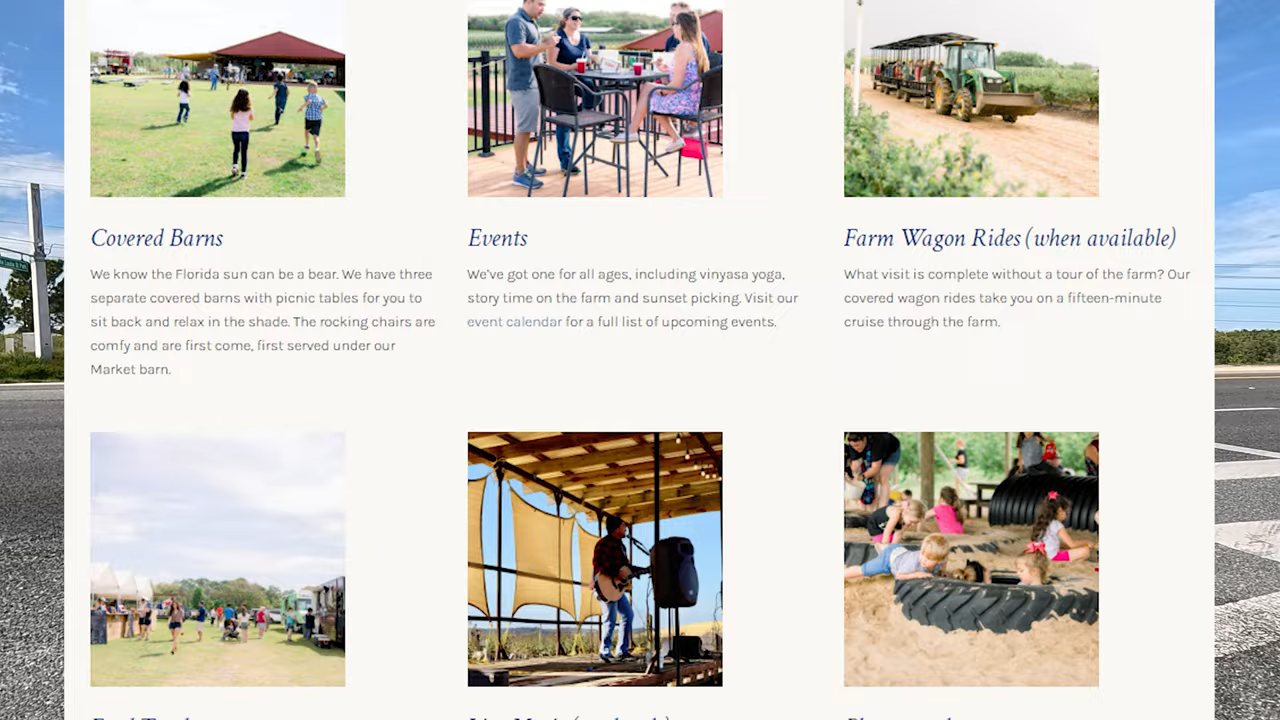 Covered Barns
We know the Florida sun can be a bear. We have three
separate covered barns with picnic tables for you to
sit back and relax in the shade. The rocking chairs are
comfy and are first come, first served under our
Market barn.
Events
We've got one for all ages, including vinyasa yoga,
story time on the farm and sunset picking. Visit our
event calendar for a full list of upcoming events.
Farm Wagon Rides (when available)
What visit is complete without a tour of the farm? Our
covered wagon rides take you on a fifteen-minute
cruise through the farm.